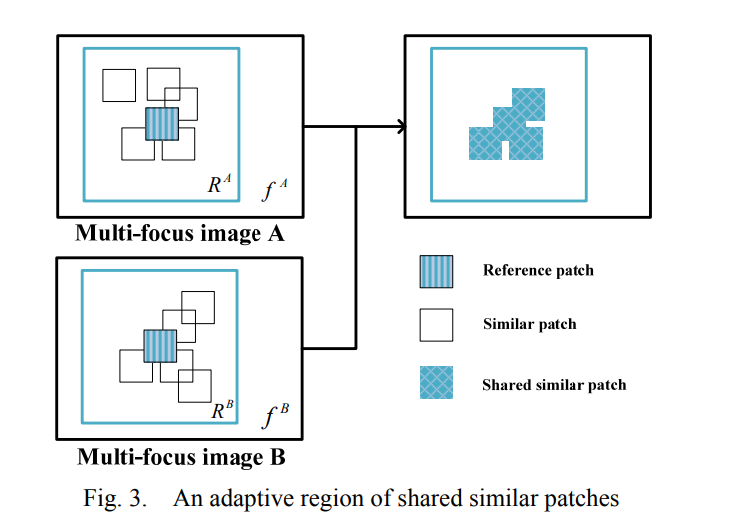 R^A
f^A
Multi-focus image A
Reference patch
Similar patch
Shared similar patch
R^B
f^B
Multi-focus image B
Fig. 3. An adaptive region of shared similar patches